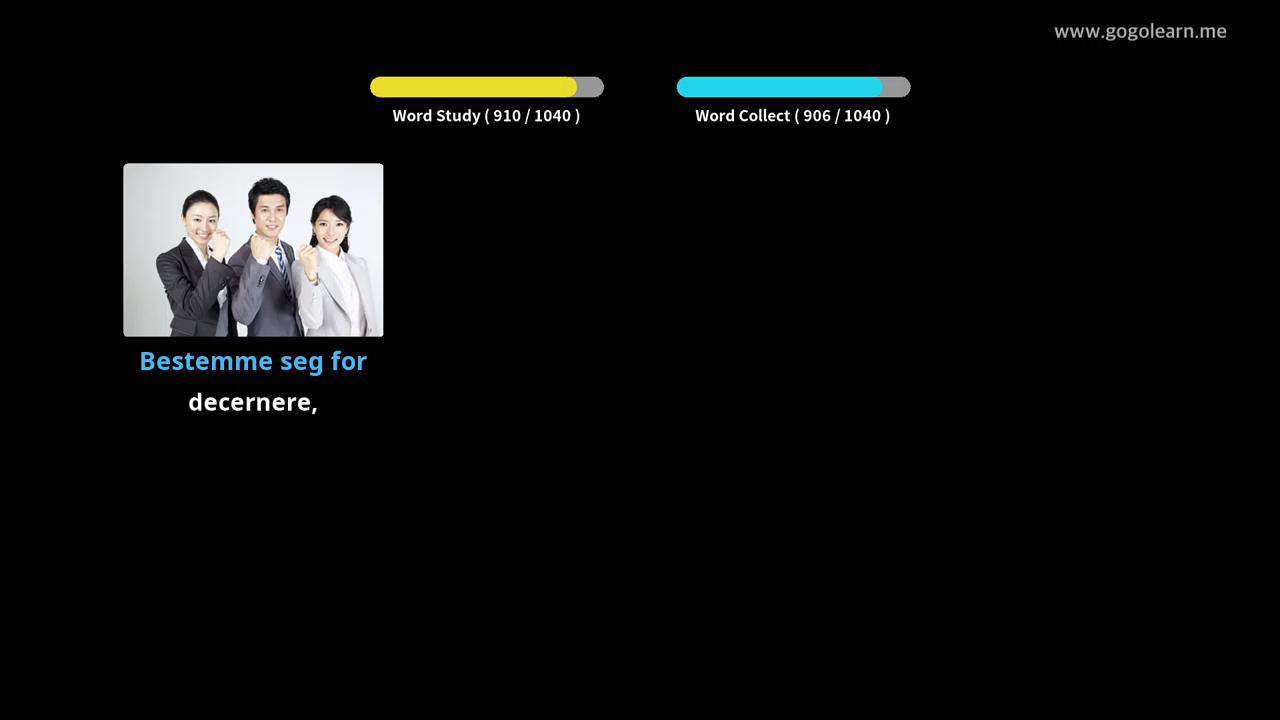 www.gogolearn.me
Word Study ( 910 / 1040 )
Word Collect ( 906 / 1040 )
Bestemme seg for
decernere,